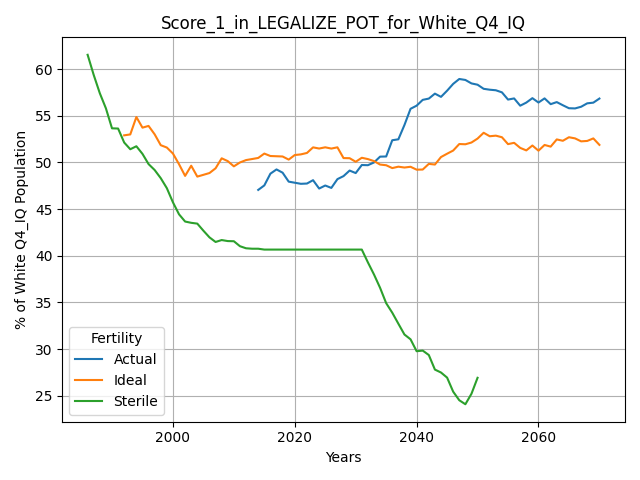 Score_1_in_LEGALIZE_POT_for_White_Q4_IQ
% of White Q4_IQ Population
60
55
50
45
40
35
30
25
Fertility
Actual
Ideal
Sterile
2000
2020
2040
2060
Years